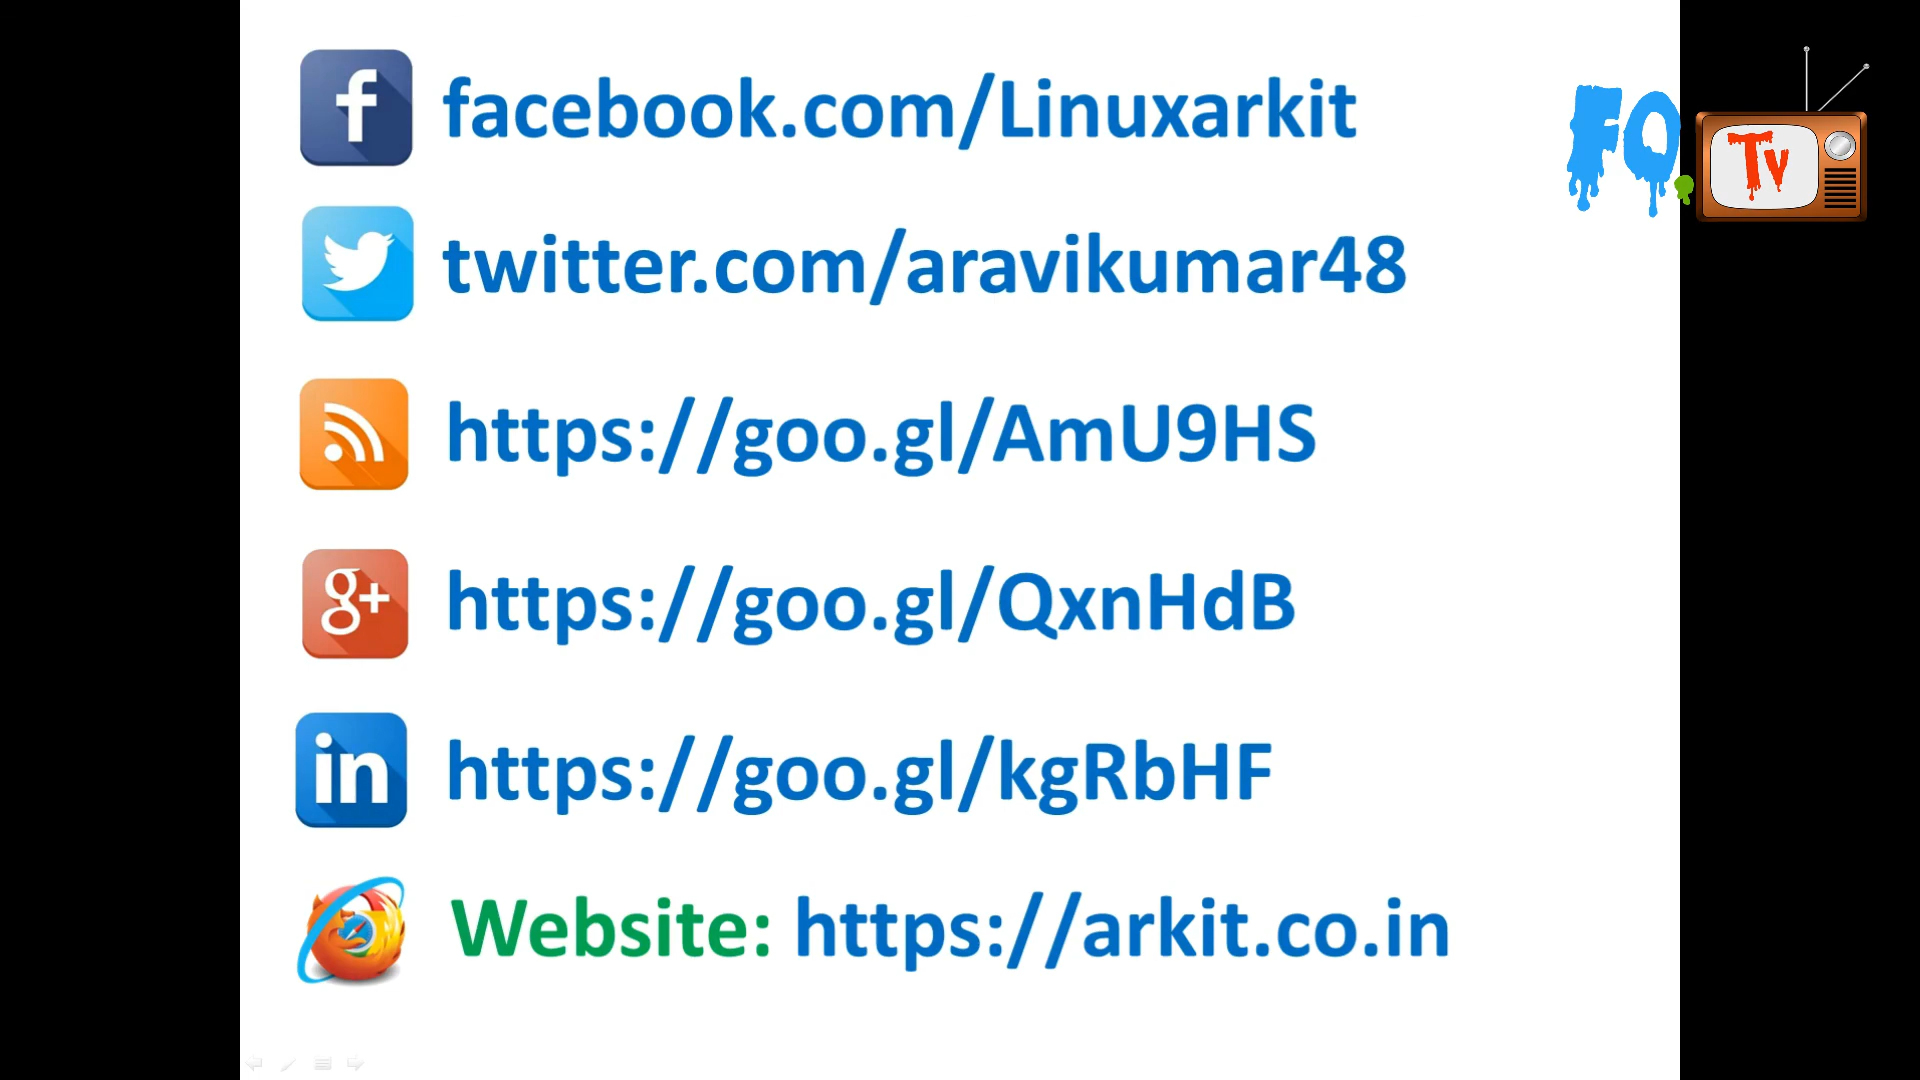 facebook.com/Linuxarkit
twitter.com/aravikumar48
https://goo.gl/AmU9HS
https://goo.gl/QxnHdB
https://goo.gl/kgRbHF
Website: https://arkit.co.in
FO. Tv
f
g+
in